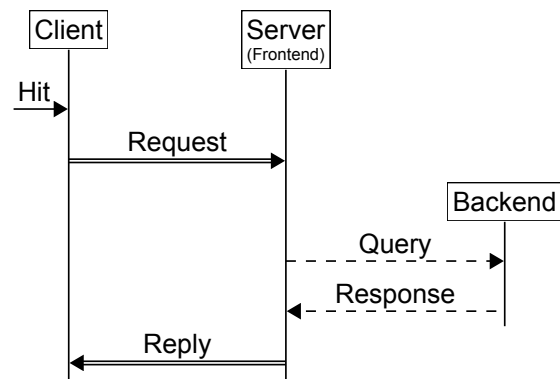 Client
Server
(Frontend)
Hit
Request
Backend
Query
Response
Reply